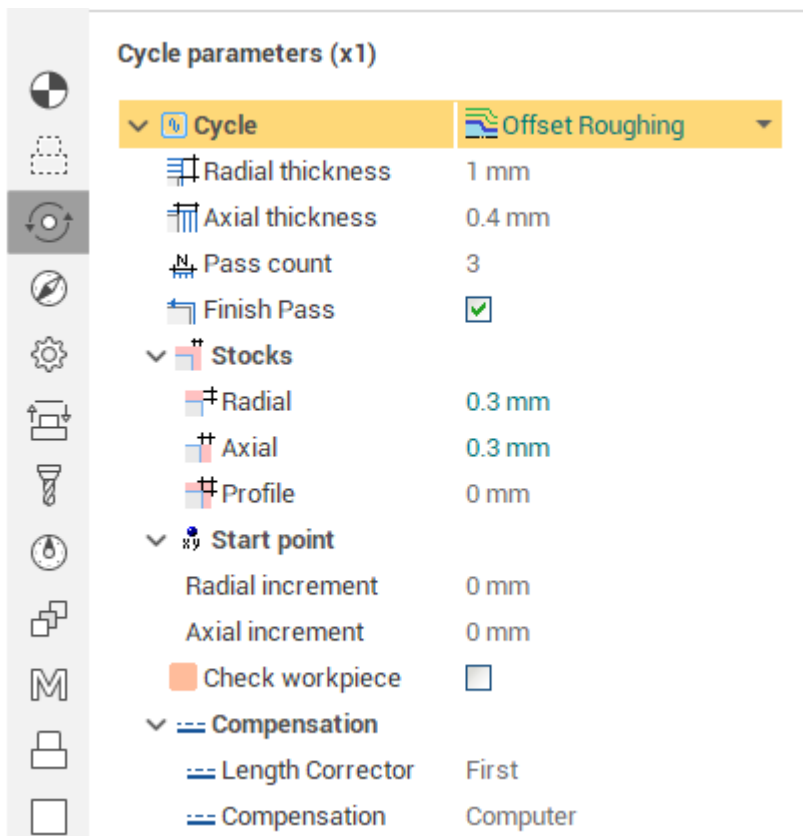 Cycle parameters (x1)
Cycle Offset Roughing
Radial thickness 1 mm
Axial thickness 0.4 mm
N Pass count 3
Finish Pass
Stocks
Radial 0.3 mm
Axial 0.3 mm
Profile 0 mm
xy Start point
Radial increment 0 mm
Axial increment 0 mm
Check workpiece
M
Compensation
Length Corrector First
Compensation Computer